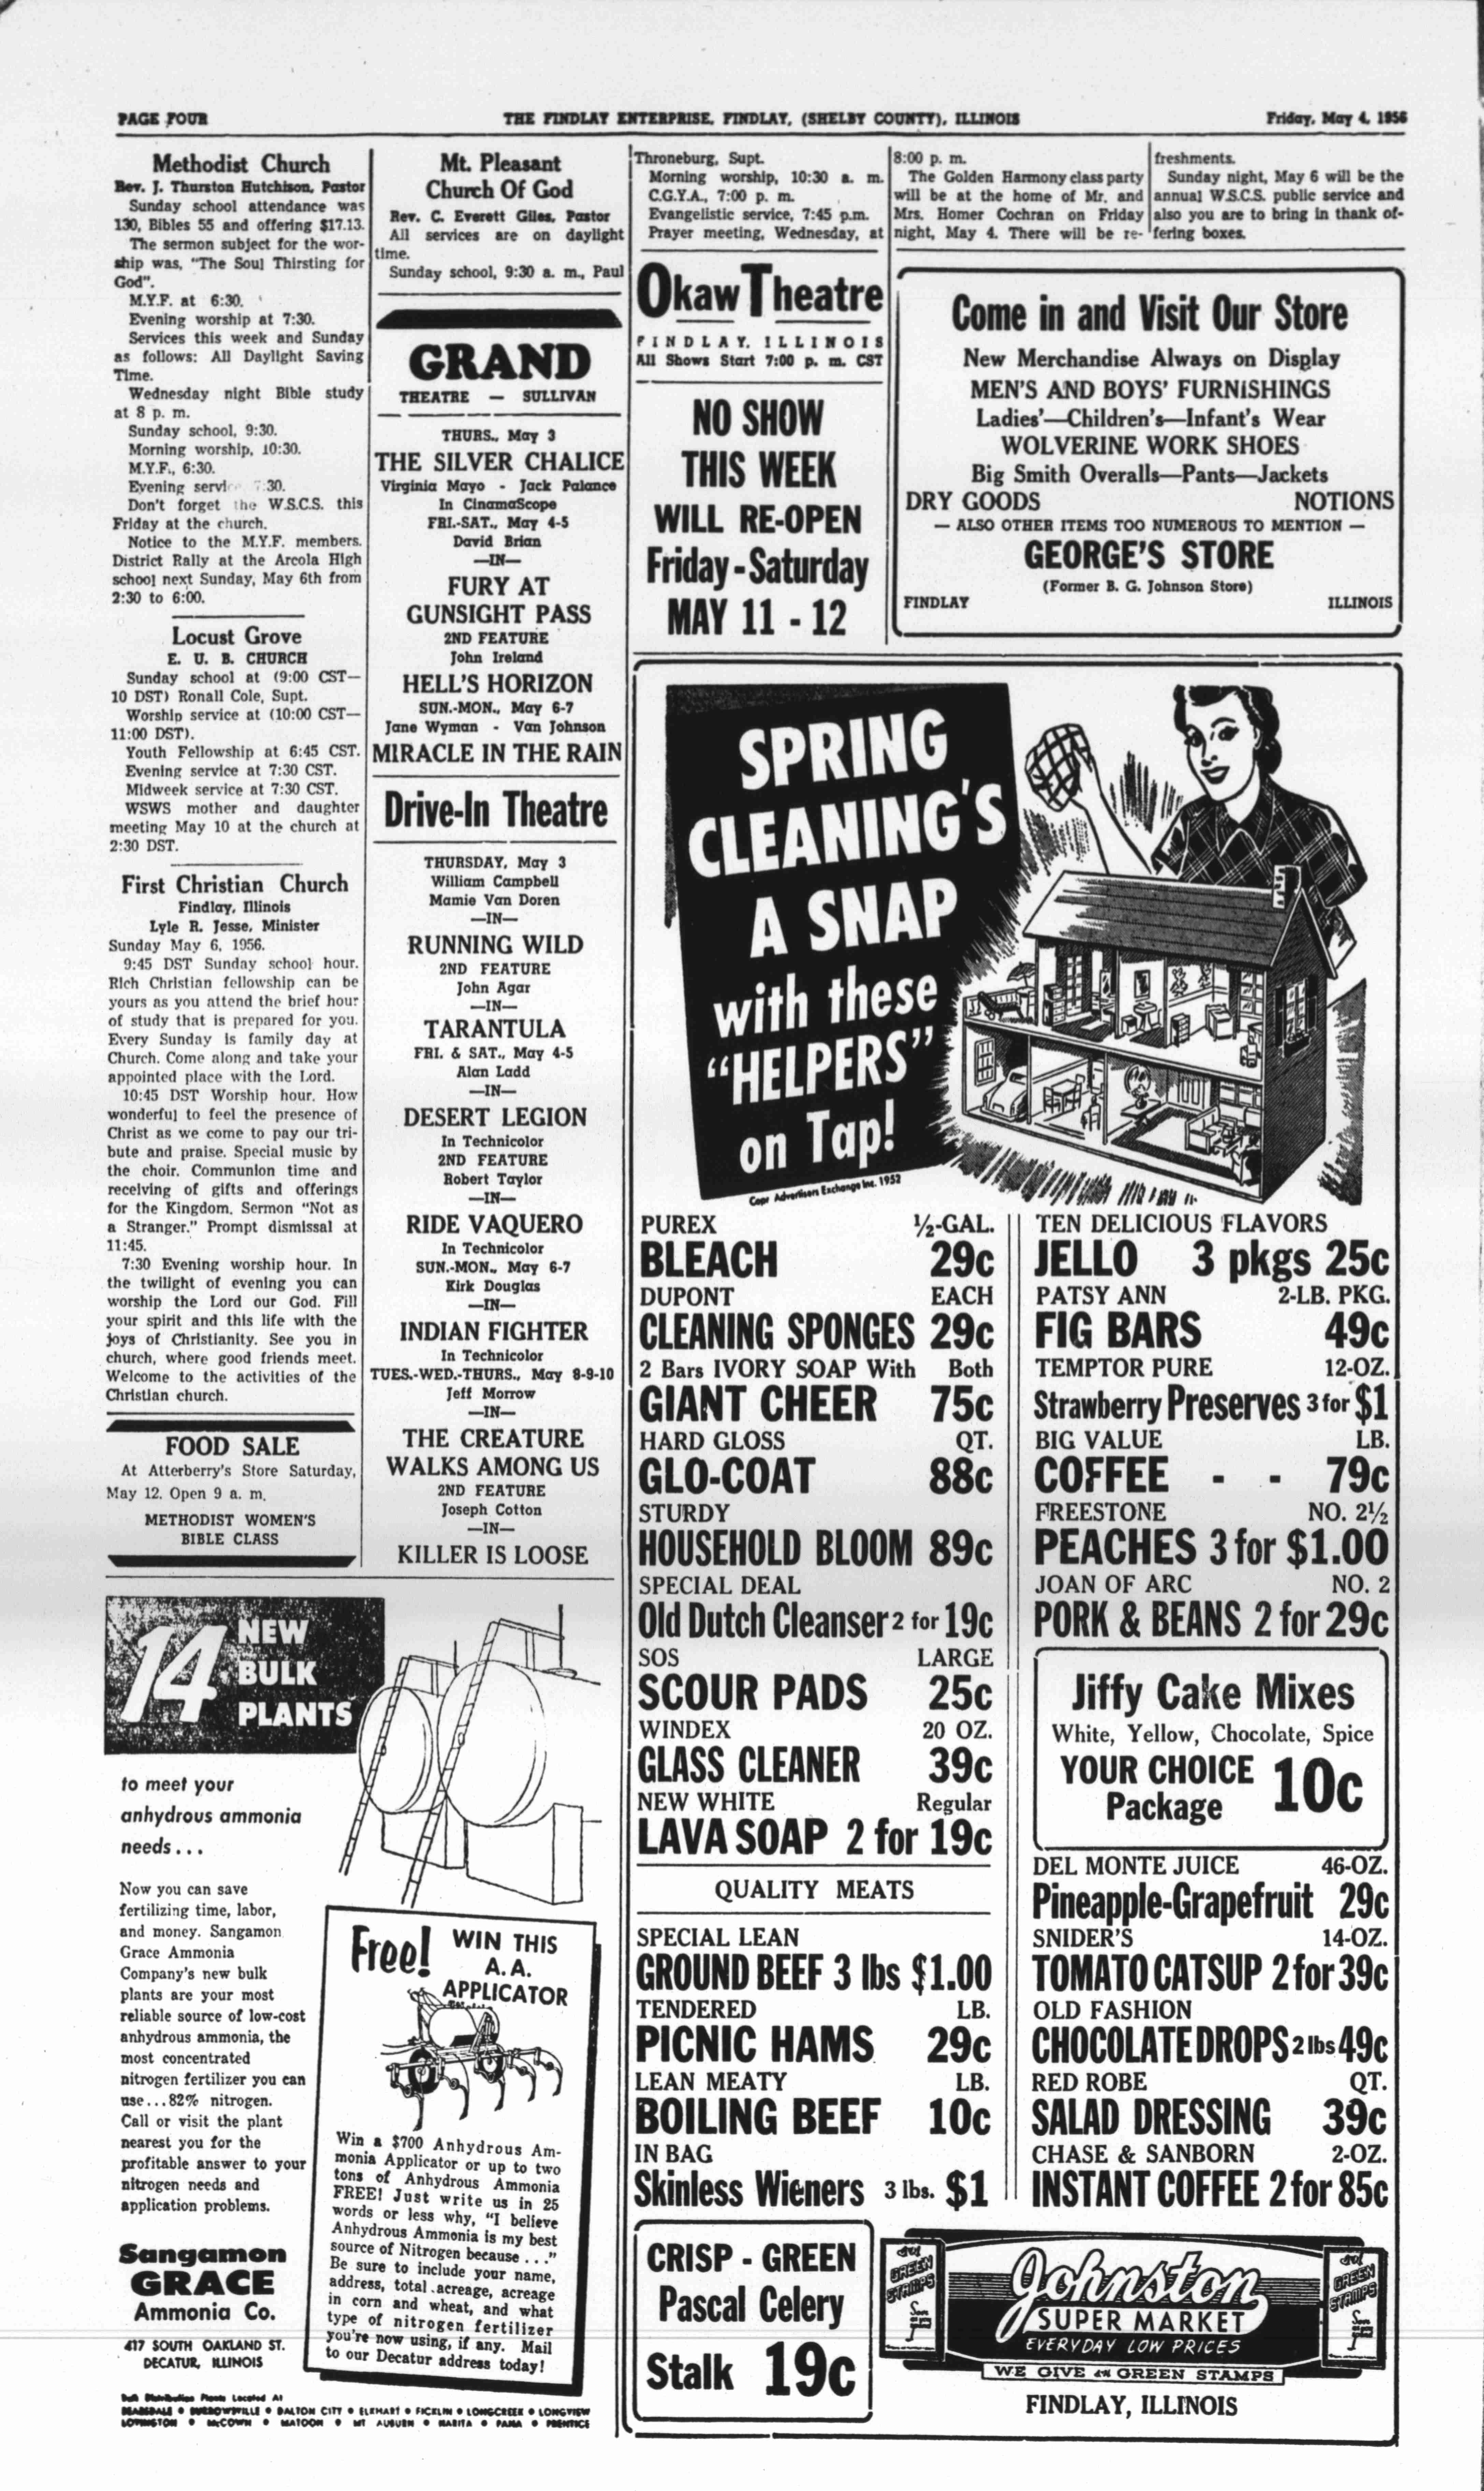 PAGE FOUR
THE FINDLAY ENTERPRISE, FINDLAY, (SHELBY COUNTY), ILLINOIS
Friday, May 4, 1956
Methodist Church
Rev. J. Thurston Hutchison, Pastor
Sunday school attendance was
130, Bibles 55 and offering $17.13.
The sermon subject for the wor-
ship was, "The Soul Thirsting for
God".
M.Y.F. at 6:30.
Evening worship at 7:30.
Services this week and Sunday
as follows: All Daylight Saving
Time.
Wednesday night Bible study
at 8 p. m.
Sunday school, 9:30.
Morning worship, 10:30.
M.Y.F., 6:30.
Evening service 7:30.
Don't forget the W.S.C.S. this
Friday at the church.
Notice to the M.Y.F. members.
District Rally at the Arcola High
school next Sunday, May 6th from
2:30 to 6:00.
Locust Grove
E. U. B. CHURCH
Sunday school at (9:00 CST—
10 DST) Ronall Cole, Supt.
Worship service at (10:00 CST—
11:00 DST).
Youth Fellowship at 6:45 CST.
Evening service at 7:30 CST.
Midweek service at 7:30 CST.
WSWS mother and daughter
meeting May 10 at the church at
2:30 DST.
First Christian Church
Findlay, Illinois
Lyle R. Jesse, Minister
Sunday May 6, 1956.
9:45 DST Sunday school hour.
Rich Christian fellowship can be
yours as you attend the brief hour
of study that is prepared for you.
Every Sunday is family day at
Church. Come along and take your
appointed place with the Lord.
10:45 DST Worship hour. How
wonderful to feel the presence of
Christ as we come to pay our tri-
bute and praise. Special music by
the choir. Communion time and
receiving of gifts and offerings
for the Kingdom. Sermon "Not as
a Stranger." Prompt dismissal at
11:45.
7:30 Evening worship hour. In
the twilight of evening you can
worship the Lord our God. Fill
your spirit and this life with the
joys of Christianity. See you in
church, where good friends meet.
Welcome to the activities of the
Christian church.
FOOD SALE
At Atterberry's Store Saturday,
May 12. Open 9 a. m.
METHODIST WOMEN'S
BIBLE CLASS
Mt. Pleasant
Church Of God
Rev. C. Everett Giles, Pastor
All services are on daylight
time.
Sunday school, 9:30 a. m., Paul
Throneburg, Supt.
Morning worship, 10:30 a. m.
C.G.Y.A., 7:00 p. m.
Evangelistic service, 7:45 p.m.
Prayer meeting, Wednesday, at
8:00 p. m.
The Golden Harmony class party
will be at the home of Mr. and
Mrs. Homer Cochran on Friday
night, May 4. There will be re-
freshments.
Sunday night, May 6 will be the
annual W.S.C.S. public service and
also you are to bring in thank of-
fering boxes.
GRAND
THEATRE — SULLIVAN
THURS., May 3
THE SILVER CHALICE
Virginia Mayo - Jack Palance
In CinamaScope
FRI.-SAT., May 4-5
David Brian
—IN—
FURY AT
GUNSIGHT PASS
2ND FEATURE
John Ireland
HELL'S HORIZON
SUN.-MON., May 6-7
Jane Wyman - Van Johnson
MIRACLE IN THE RAIN
Drive-In Theatre
THURSDAY, May 3
William Campbell
Mamie Van Doren
—IN—
RUNNING WILD
2ND FEATURE
John Agar
—IN—
TARANTULA
FRI. & SAT., May 4-5
Alan Ladd
—IN—
DESERT LEGION
In Technicolor
2ND FEATURE
Robert Taylor
—IN—
RIDE VAQUERO
In Technicolor
SUN.-MON., May 6-7
Kirk Douglas
—IN—
INDIAN FIGHTER
In Technicolor
TUES.-WED.-THURS., May 8-9-10
Jeff Morrow
—IN—
THE CREATURE
WALKS AMONG US
2ND FEATURE
Joseph Cotton
—IN—
KILLER IS LOOSE
Okaw Theatre
FINDLAY, ILLINOIS
All Shows Start 7:00 p. m. CST
NO SHOW
THIS WEEK
WILL RE-OPEN
Friday-Saturday
MAY 11 - 12
Come in and Visit Our Store
New Merchandise Always on Display
MEN'S AND BOYS' FURNISHINGS
Ladies'—Children's—Infant's Wear
WOLVERINE WORK SHOES
Big Smith Overalls—Pants—Jackets
DRY GOODS NOTIONS
— ALSO OTHER ITEMS TOO NUMEROUS TO MENTION —
GEORGE'S STORE
(Former B. G. Johnson Store)
FINDLAY ILLINOIS
14 NEW
BULK
PLANTS
to meet your
anhydrous ammonia
needs...
Now you can save
fertilizing time, labor,
and money. Sangamon
Grace Ammonia
Company's new bulk
plants are your most
reliable source of low-cost
anhydrous ammonia, the
most concentrated
nitrogen fertilizer you can
use...82% nitrogen.
Call or visit the plant
nearest you for the
profitable answer to your
nitrogen needs and
application problems.
Sangamon
GRACE
Ammonia Co.
417 SOUTH OAKLAND ST.
DECATUR, ILLINOIS
Free! WIN THIS
A.A.
APPLICATOR
Win a $700 Anhydrous Am-
monia Applicator or up to two
tons of Anhydrous Ammonia
FREE! Just write us in 25
words or less why, "I believe
Anhydrous Ammonia is my best
source of Nitrogen because . . ."
Be sure to include your name,
address, total acreage, acreage
in corn and wheat, and what
type of nitrogen fertilizer
you're now using, if any. Mail
to our Decatur address today!
Bulk Distribution Plants Located At
BEARSDALE • BURROWSVILLE • DALTON CITY • ELKHART • FICKLIN • LONGCREEK • LONGVIEW
LOVINGTON • McCOWN • MATOON • MT AUBURN • NARITA • PANA • PRENTICE
SPRING
CLEANING'S
A SNAP
with these
"HELPERS"
on Tap!
Copr Advertisers Exchange Inc. 1952
PUREX ½-GAL.
BLEACH 29c
DUPONT EACH
CLEANING SPONGES 29c
2 Bars IVORY SOAP With Both
GIANT CHEER 75c
HARD GLOSS QT.
GLO-COAT 88c
STURDY
HOUSEHOLD BLOOM 89c
SPECIAL DEAL
Old Dutch Cleanser 2 for 19c
SOS LARGE
SCOUR PADS 25c
WINDEX 20 OZ.
GLASS CLEANER 39c
NEW WHITE Regular
LAVA SOAP 2 for 19c
QUALITY MEATS
SPECIAL LEAN
GROUND BEEF 3 lbs $1.00
TENDERED LB.
PICNIC HAMS 29c
LEAN MEATY LB.
BOILING BEEF 10c
IN BAG
Skinless Wieners 3 lbs. $1
CRISP - GREEN
Pascal Celery
Stalk 19c
TEN DELICIOUS FLAVORS
JELLO 3 pkgs 25c
PATSY ANN 2-LB. PKG.
FIG BARS 49c
TEMPTOR PURE 12-OZ.
Strawberry Preserves 3 for $1
BIG VALUE LB.
COFFEE - - 79c
FREESTONE NO. 2½
PEACHES 3 for $1.00
JOAN OF ARC NO. 2
PORK & BEANS 2 for 29c
Jiffy Cake Mixes
White, Yellow, Chocolate, Spice
YOUR CHOICE
Package 10c
DEL MONTE JUICE 46-OZ.
Pineapple-Grapefruit 29c
SNIDER'S 14-OZ.
TOMATO CATSUP 2 for 39c
OLD FASHION
CHOCOLATE DROPS 2 lbs 49c
RED ROBE QT.
SALAD DRESSING 39c
CHASE & SANBORN 2-OZ.
INSTANT COFFEE 2 for 85c
GREEN
STAMPS
Johnston
SUPER MARKET
EVERYDAY LOW PRICES
GREEN
STAMPS
WE GIVE S&H GREEN STAMPS
FINDLAY, ILLINOIS